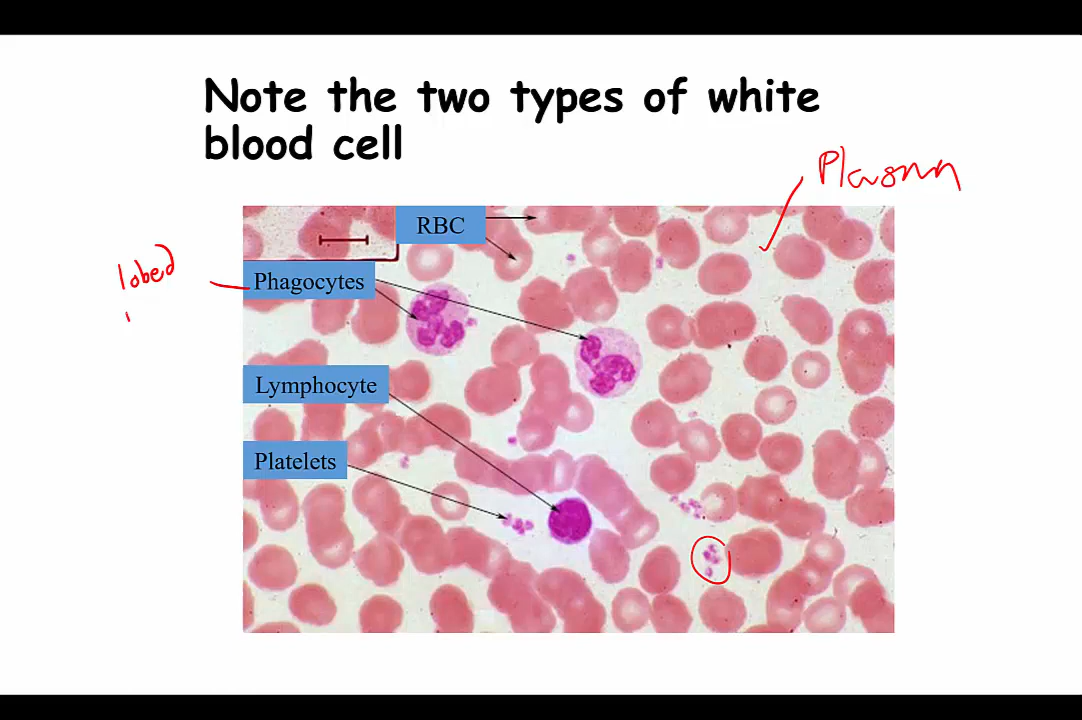 Note the two types of white
blood cell
Plasma
RBC
lobed
Phagocytes
Lymphocyte
Platelets